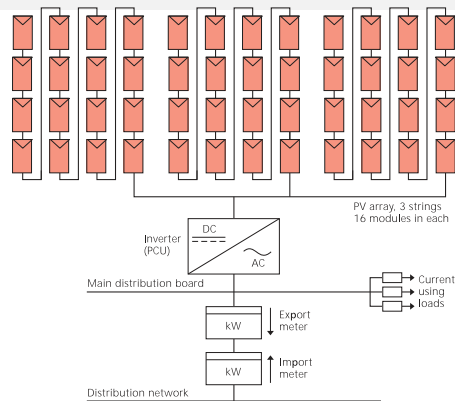 PV array, 3 strings
16 modules in each
Inverter
(PCU)
DC
AC
Main distribution board
Current
using
loads
kW
Export
meter
kW
Import
meter
Distribution network